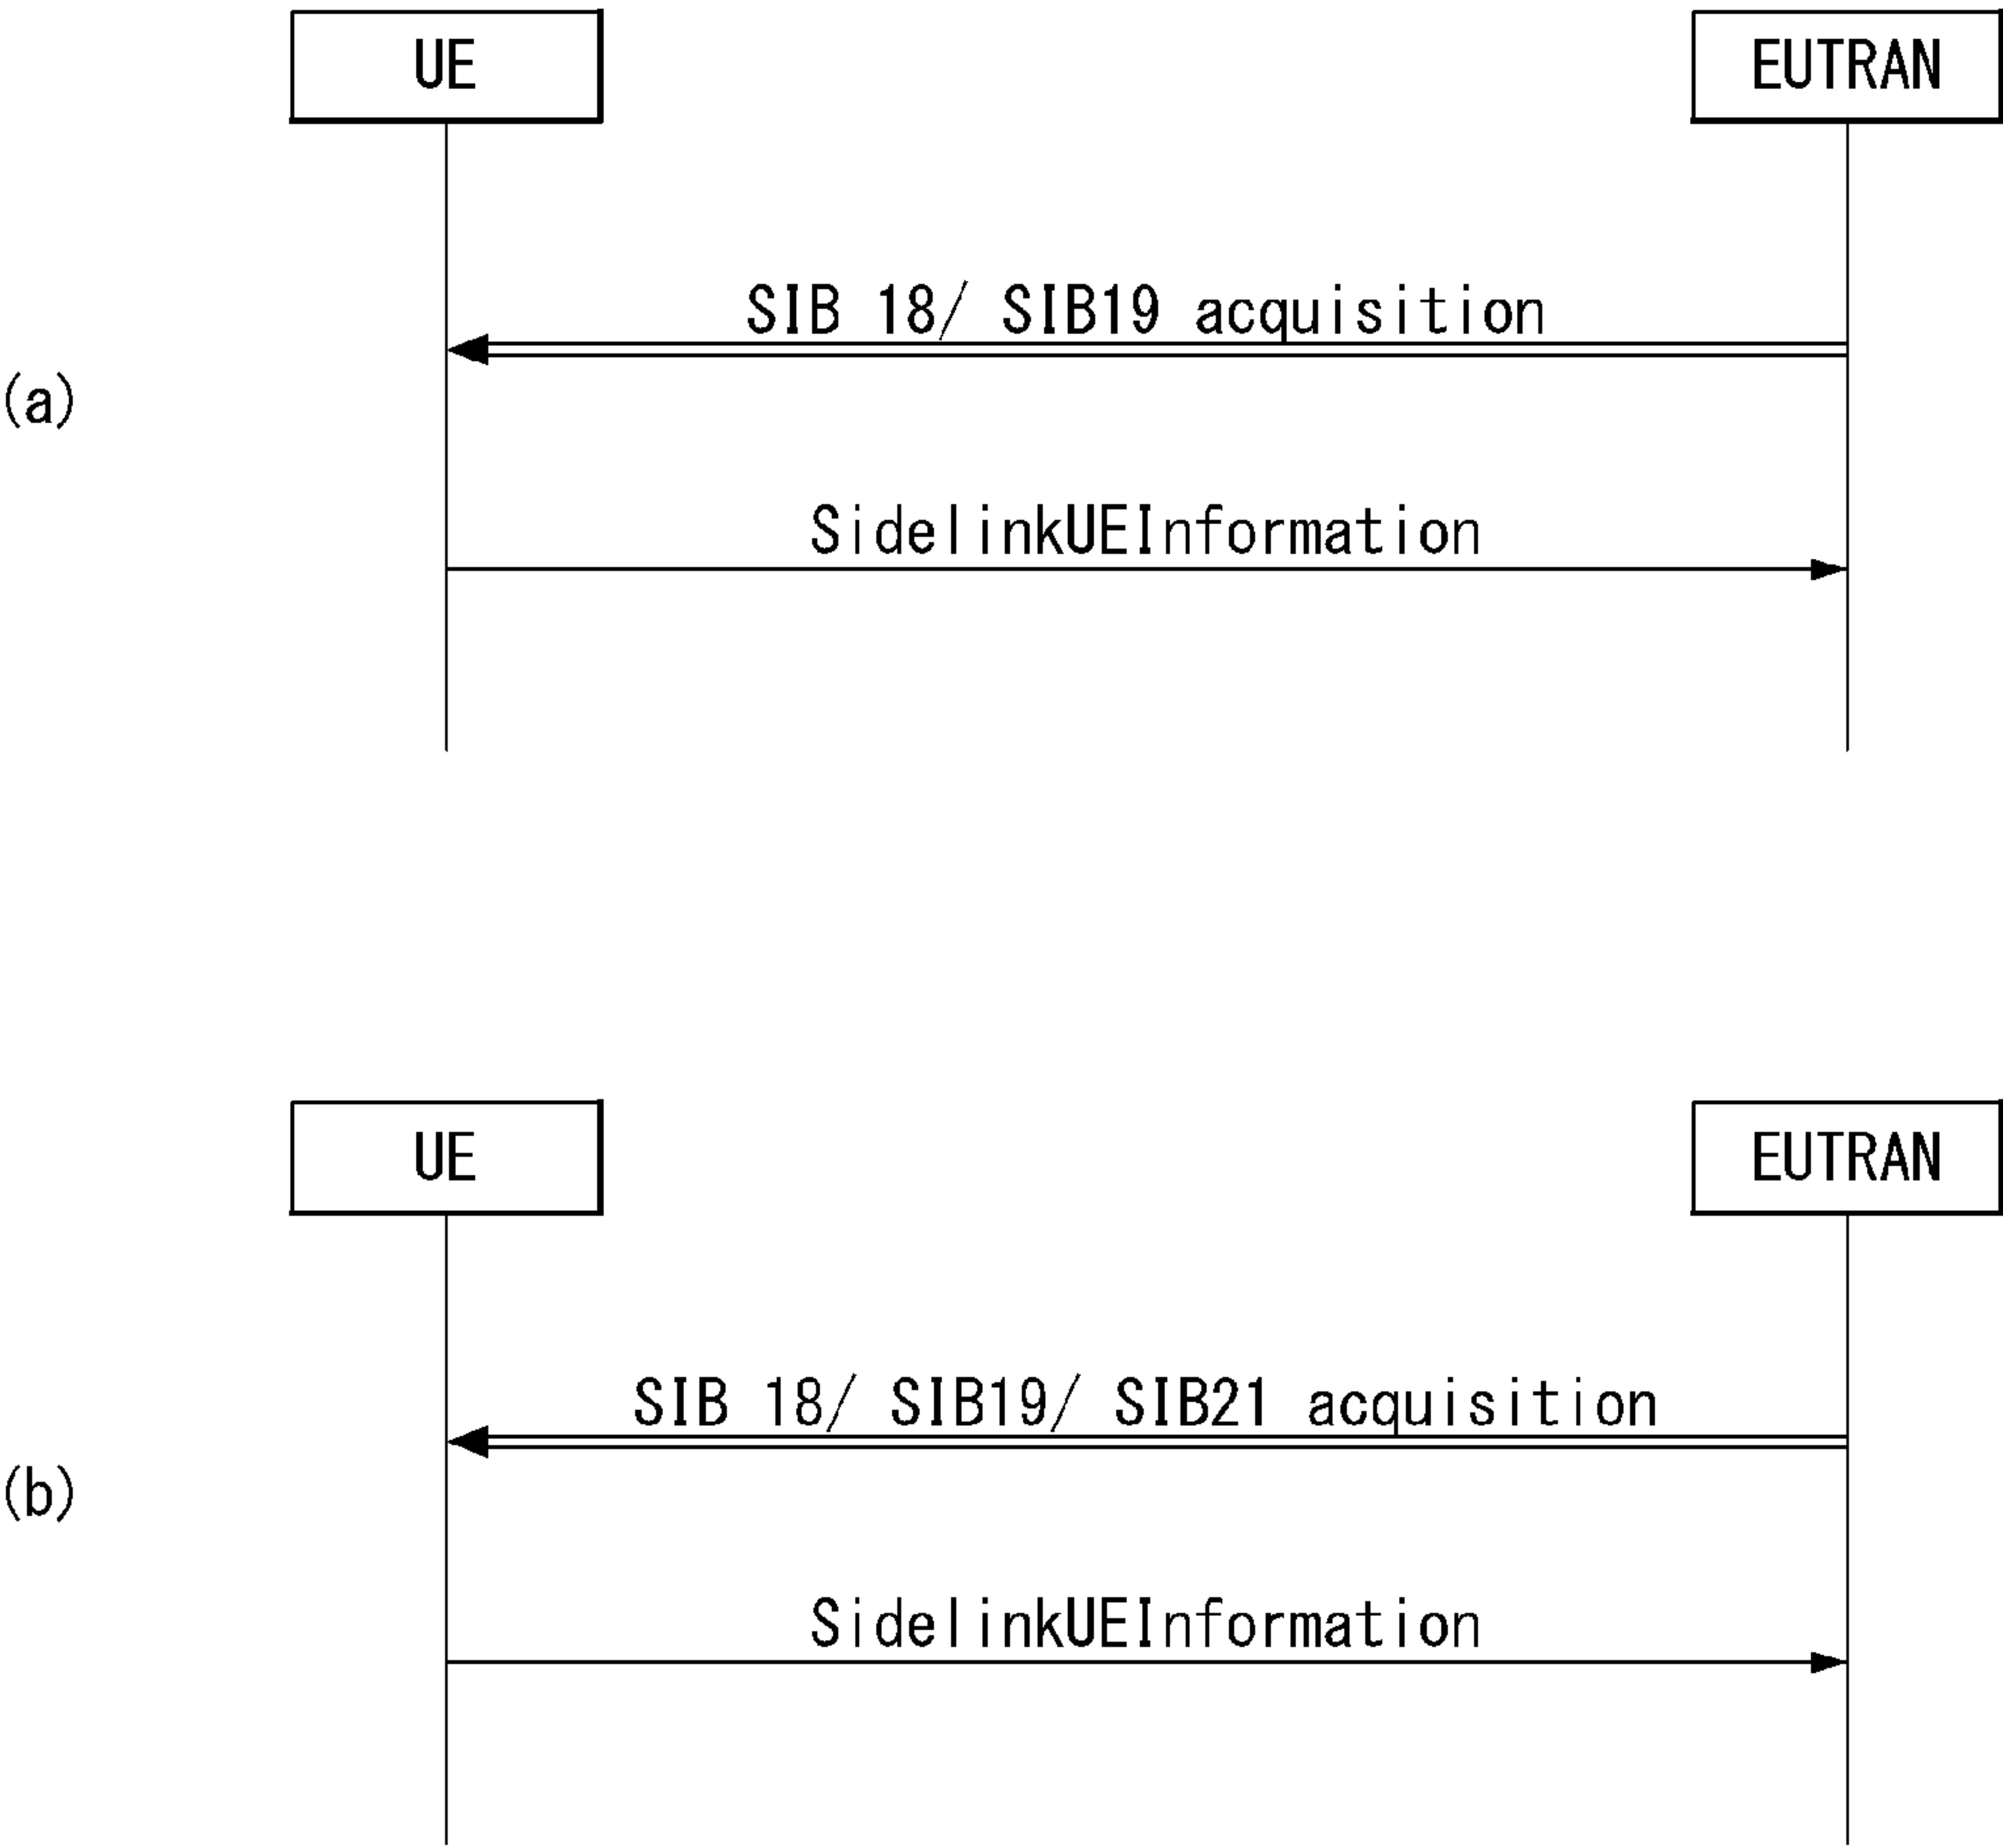 UE EUTRAN
SIB 18/ SIB19 acquisition
(a)
SidelinkUEInformation
UE EUTRAN
SIB 18/ SIB19/ SIB21 acquisition
(b)
SidelinkUEInformation